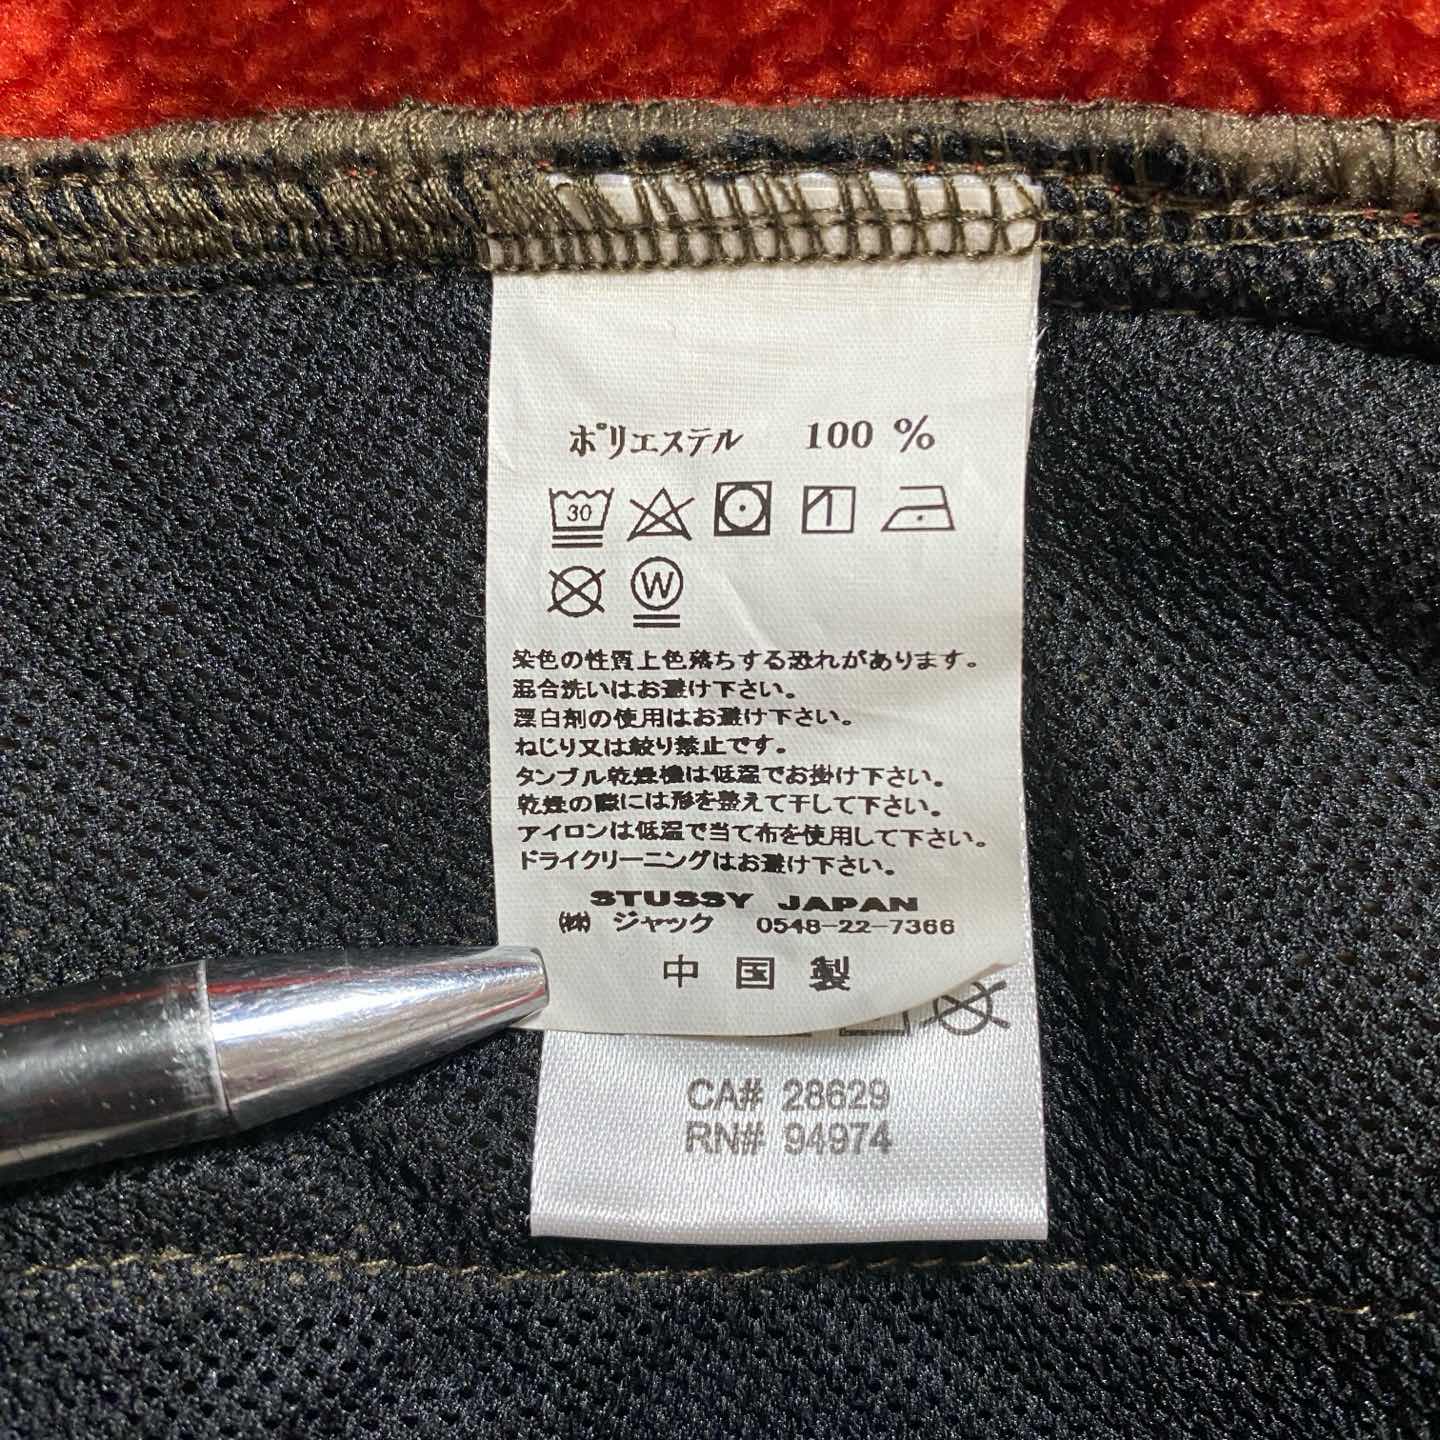 ポリエステル 100 %
30
W
染色の性質上色落ちする恐れがあります。
混合洗いはお避け下さい。
漂白剤の使用はお避け下さい。
ねじり又は絞り禁止です。
タンブル乾燥機は低温でお掛け下さい。
乾燥の際には形を整えて干して下さい。
アイロンは低温で当て布を使用して下さい。
ドライクリーニングはお避け下さい。
STUSSY JAPAN
㈱ ジャック 0548-22-7366
中国製
CA# 28629
RN# 94974